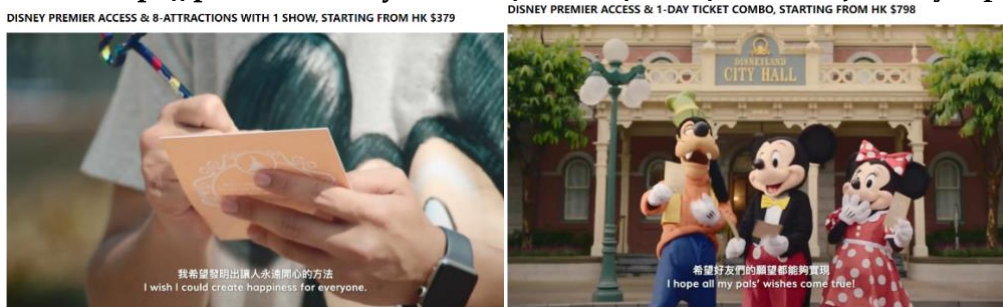 DISNEY PREMIER ACCESS & 8-ATTRACTIONS WITH 1 SHOW, STARTING FROM HK $379
我希望發明出讓人永遠開心的方法
I wish I could create happiness for everyone.
DISNEY PREMIER ACCESS & 1-DAY TICKET COMBO, STARTING FROM HK $798
DISNEYLAND
CITY HALL
希望好友們的願望都能夠實現
I hope all my pals' wishes come true!